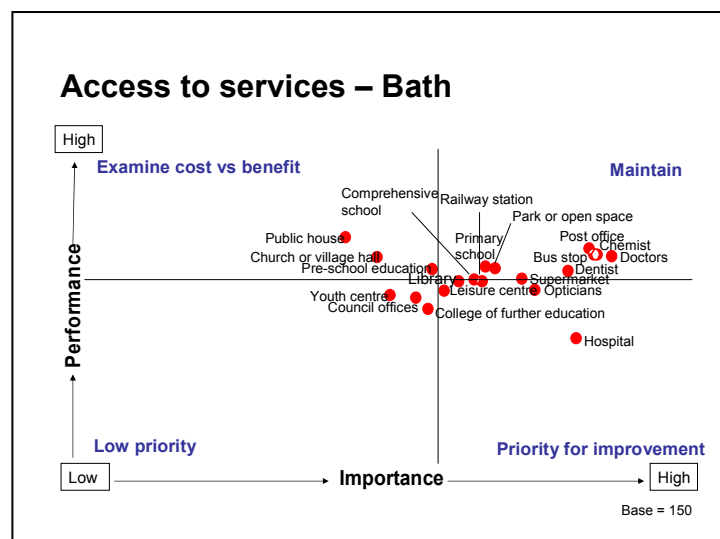 Access to services – Bath
High
Examine cost vs benefit
Maintain
Comprehensive
school
Railway station
Park or open space
Public house
Primary
school
Post office
Chemist
Church or village hall
Bus stop
Doctors
Pre-school education
Dentist
Library
Supermarket
Youth centre
Leisure centre
Opticians
Council offices
College of further education
Hospital
Performance
Low priority
Priority for improvement
Low
Importance
High
Base = 150